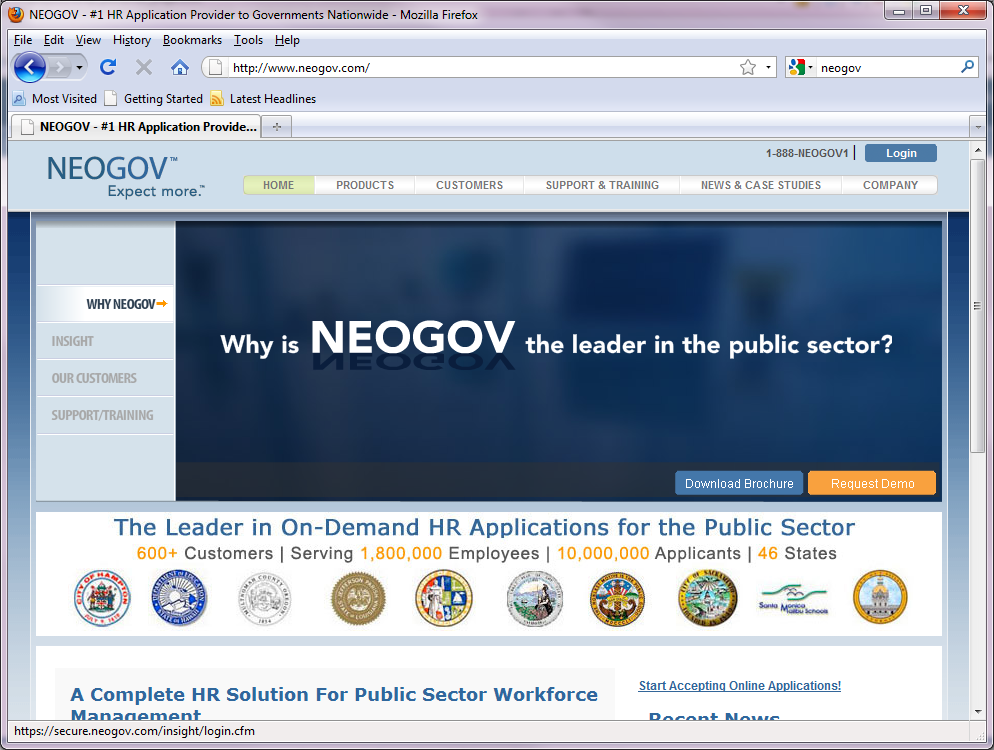 NEOGOV - #1 HR Application Provider to Governments Nationwide - Mozilla Firefox
File Edit View History Bookmarks Tools Help
http://www.neogov.com/
neogov
Most Visited Getting Started Latest Headlines
NEOGOV - #1 HR Application Provide...
NEOGOV™
Expect more.™
1-888-NEOGOV1 | Login
HOME PRODUCTS CUSTOMERS SUPPORT & TRAINING NEWS & CASE STUDIES COMPANY
WHY NEOGOV
INSIGHT
OUR CUSTOMERS
SUPPORT/TRAINING
Why is NEOGOV the leader in the public sector?
Download Brochure Request Demo
The Leader in On-Demand HR Applications for the Public Sector
600+ Customers | Serving 1,800,000 Employees | 10,000,000 Applicants | 46 States
CITY OF HAMPTON
Santa Monica
Malibu Schools
A Complete HR Solution For Public Sector Workforce
Management
Start Accepting Online Applications!
Recent News
https://secure.neogov.com/insight/login.cfm